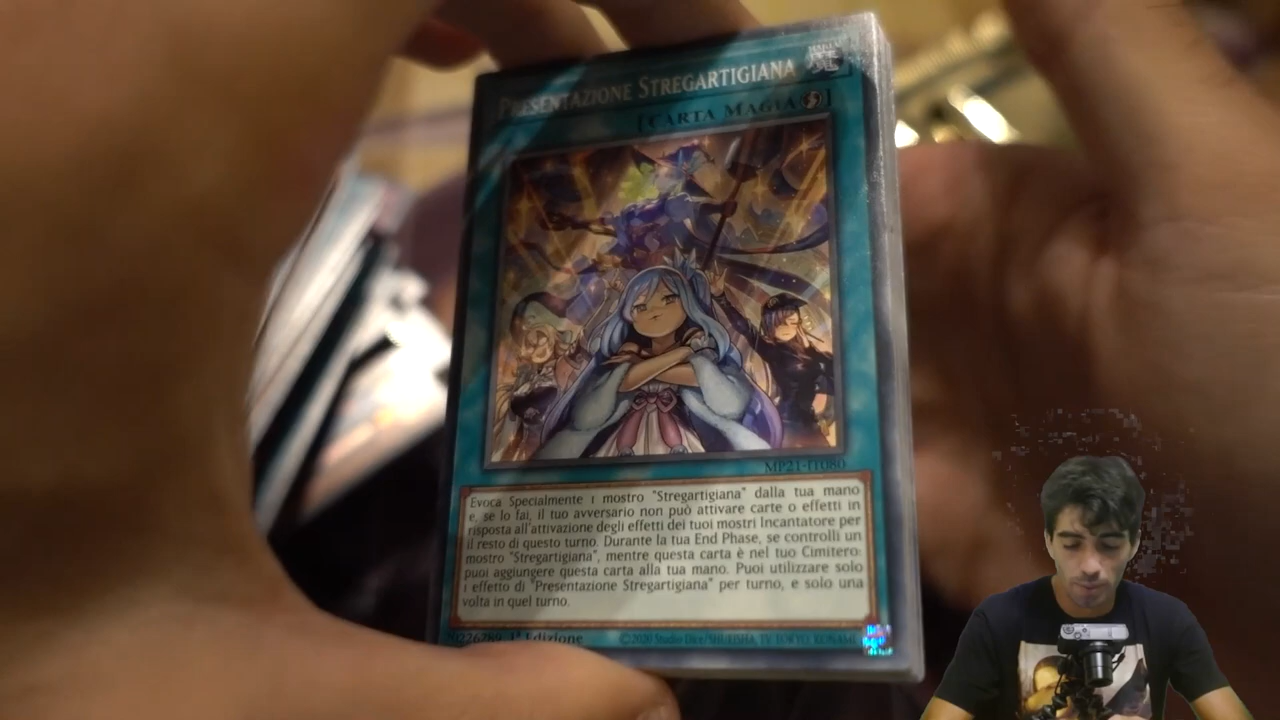 PRESENTAZIONE STREGARTIGIANA
[CARTA MAGIA]
MP21-IT080
Evoca Specialmente 1 mostro "Stregartigiana" dalla tua mano
e, se lo fai, il tuo avversario non può attivare carte o effetti in
risposta all'attivazione degli effetti dei tuoi mostri Incantatore per
il resto di questo turno. Durante la tua End Phase, se controlli un
mostro "Stregartigiana", mentre questa carta è nel tuo Cimitero:
puoi aggiungere questa carta alla tua mano. Puoi utilizzare solo
1 effetto di "Presentazione Stregartigiana" per turno, e solo una
volta in quel turno.
70226289 1ª Edizione ©2020 Studio Dice/SHUEISHA, TV TOKYO, KONAMI